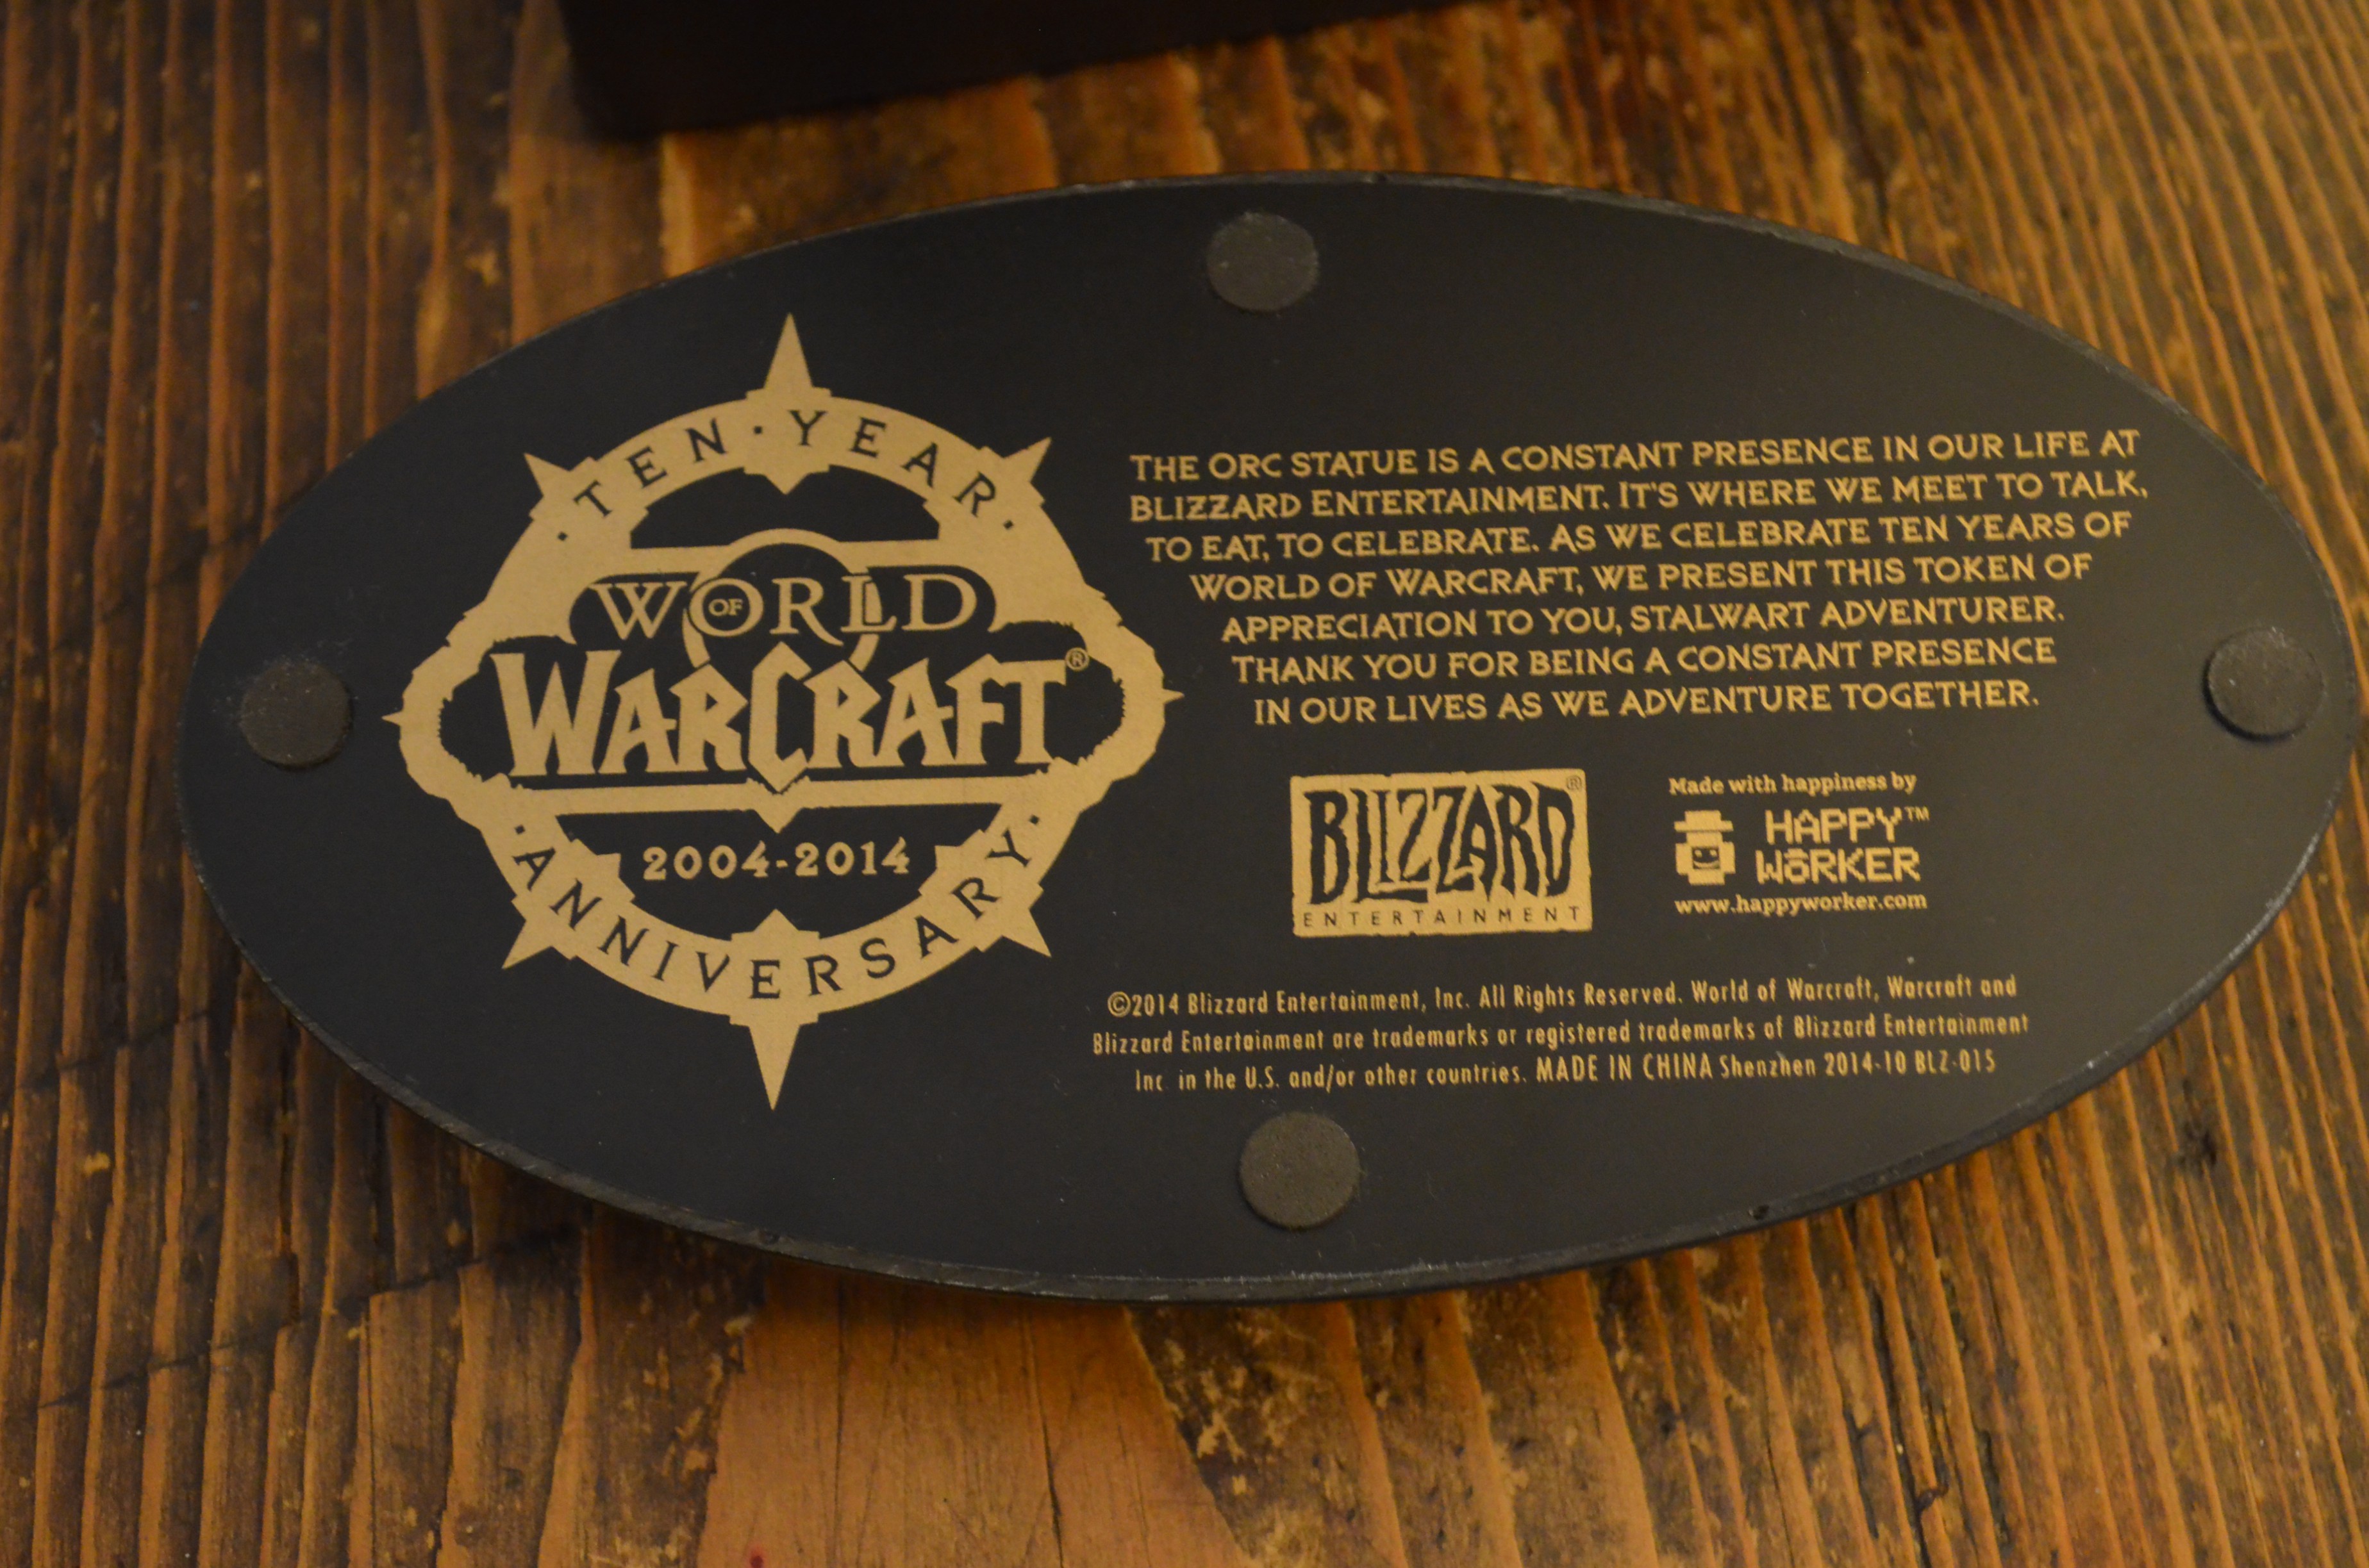 ·TEN·YEAR·
WORLD
OF
WARCRAFT®
2004-2014
·ANNIVERSARY·
THE ORC STATUE IS A CONSTANT PRESENCE IN OUR LIFE AT
BLIZZARD ENTERTAINMENT. IT'S WHERE WE MEET TO TALK,
TO EAT, TO CELEBRATE. AS WE CELEBRATE TEN YEARS OF
WORLD OF WARCRAFT, WE PRESENT THIS TOKEN OF
APPRECIATION TO YOU, STALWART ADVENTURER.
THANK YOU FOR BEING A CONSTANT PRESENCE
IN OUR LIVES AS WE ADVENTURE TOGETHER.
BLIZZARD®
ENTERTAINMENT
Made with happiness by
HAPPY™
WŌRKER
www.happyworker.com
©2014 Blizzard Entertainment, Inc. All Rights Reserved. World of Warcraft, Warcraft and
Blizzard Entertainment are trademarks or registered trademarks of Blizzard Entertainment
Inc. in the U.S. and/or other countries. MADE IN CHINA Shenzhen 2014-10 BLZ-015